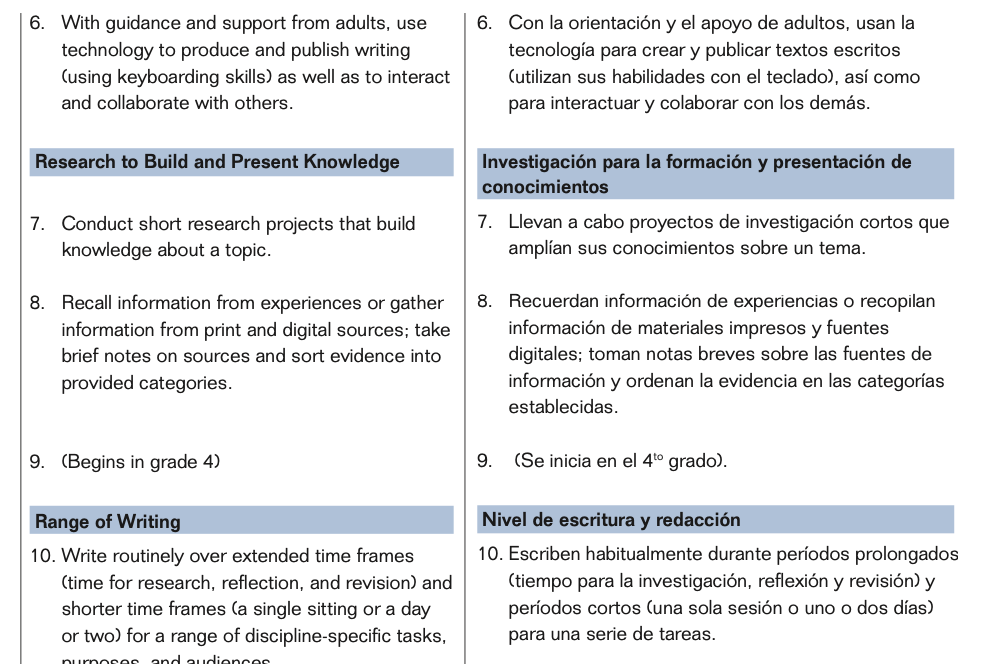 6. With guidance and support from adults, use
technology to produce and publish writing
(using keyboarding skills) as well as to interact
and collaborate with others.
Research to Build and Present Knowledge
7. Conduct short research projects that build
knowledge about a topic.
8. Recall information from experiences or gather
information from print and digital sources; take
brief notes on sources and sort evidence into
provided categories.
9. (Begins in grade 4)
Range of Writing
10. Write routinely over extended time frames
(time for research, reflection, and revision) and
shorter time frames (a single sitting or a day
or two) for a range of discipline-specific tasks,
purposes, and audiences.
6. Con la orientación y el apoyo de adultos, usan la
tecnología para crear y publicar textos escritos
(utilizan sus habilidades con el teclado), así como
para interactuar y colaborar con los demás.
Investigación para la formación y presentación de
conocimientos
7. Llevan a cabo proyectos de investigación cortos que
amplían sus conocimientos sobre un tema.
8. Recuerdan información de experiencias o recopilan
información de materiales impresos y fuentes
digitales; toman notas breves sobre las fuentes de
información y ordenan la evidencia en las categorías
establecidas.
9. (Se inicia en el 4to grado).
Nivel de escritura y redacción
10. Escriben habitualmente durante períodos prolongados
(tiempo para la investigación, reflexión y revisión) y
períodos cortos (una sola sesión o uno o dos días)
para una serie de tareas.